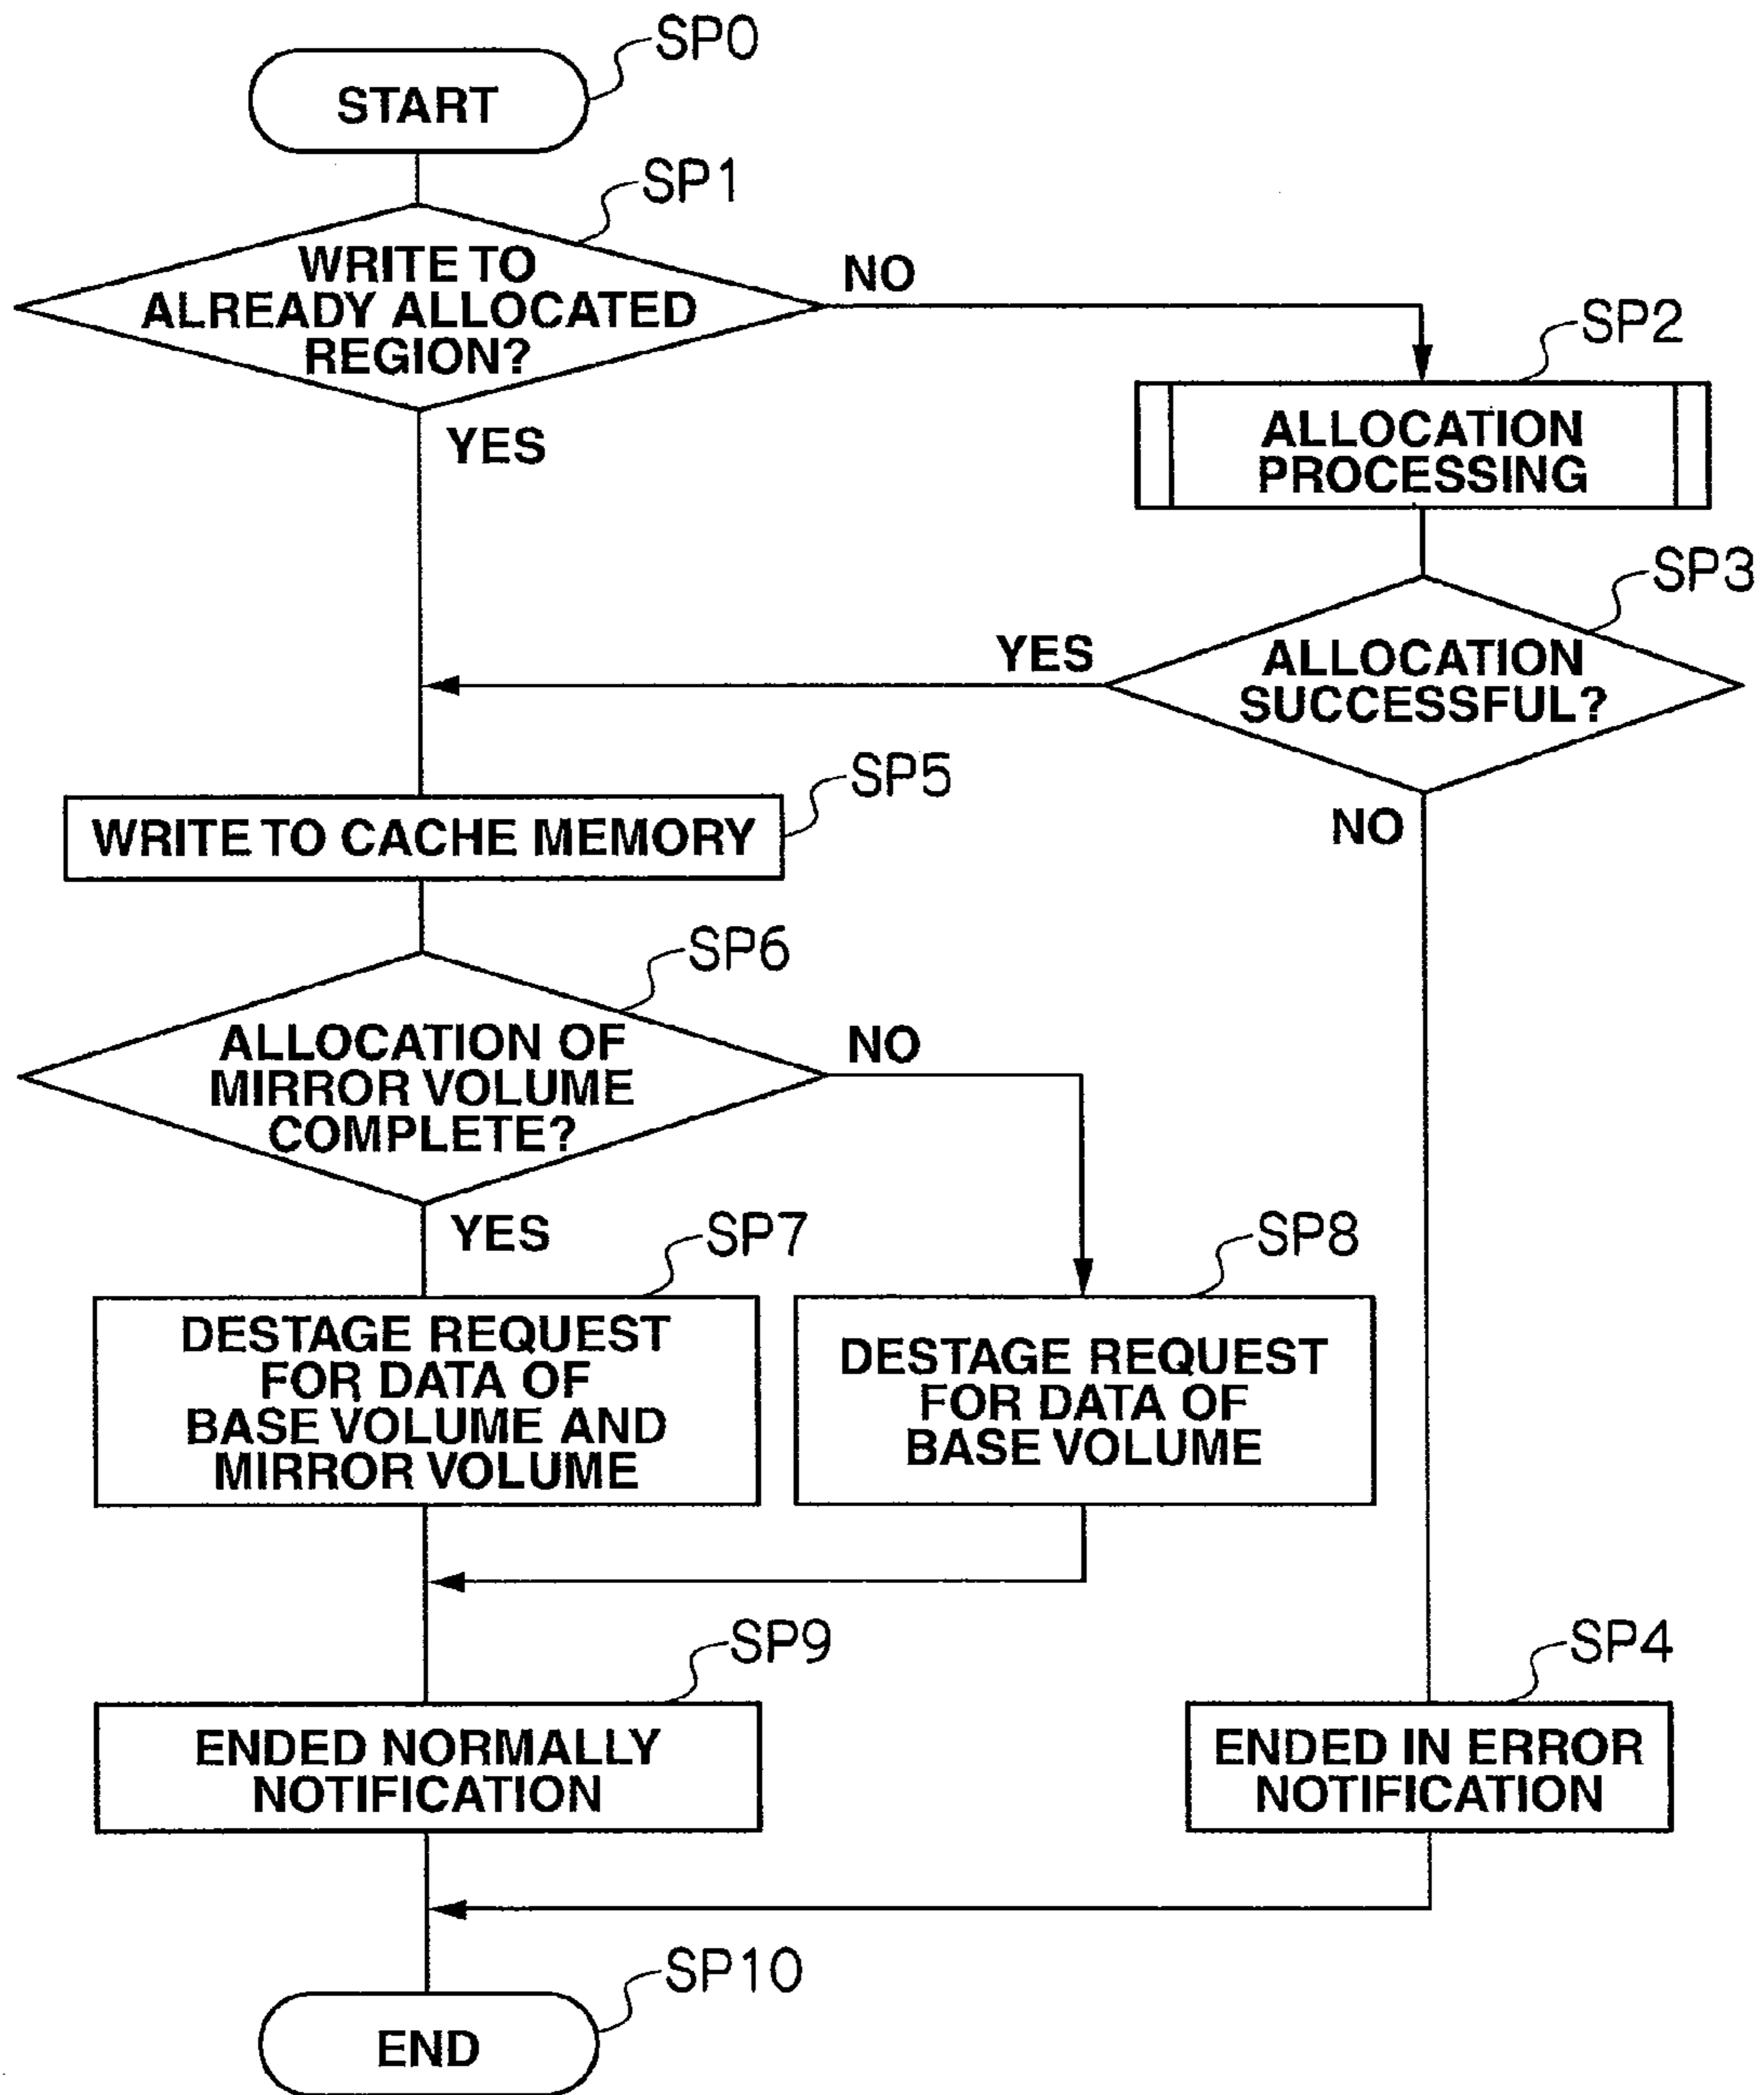 SP0
START
SP1
WRITE TO
ALREADY ALLOCATED
REGION?
NO
YES
SP2
ALLOCATION
PROCESSING
SP3
ALLOCATION
SUCCESSFUL?
YES
NO
SP5
WRITE TO CACHE MEMORY
SP6
ALLOCATION OF
MIRROR VOLUME
COMPLETE?
NO
YES
SP7
DESTAGE REQUEST
FOR DATA OF
BASE VOLUME AND
MIRROR VOLUME
SP8
DESTAGE REQUEST
FOR DATA OF
BASE VOLUME
SP9
ENDED NORMALLY
NOTIFICATION
SP4
ENDED IN ERROR
NOTIFICATION
SP10
END